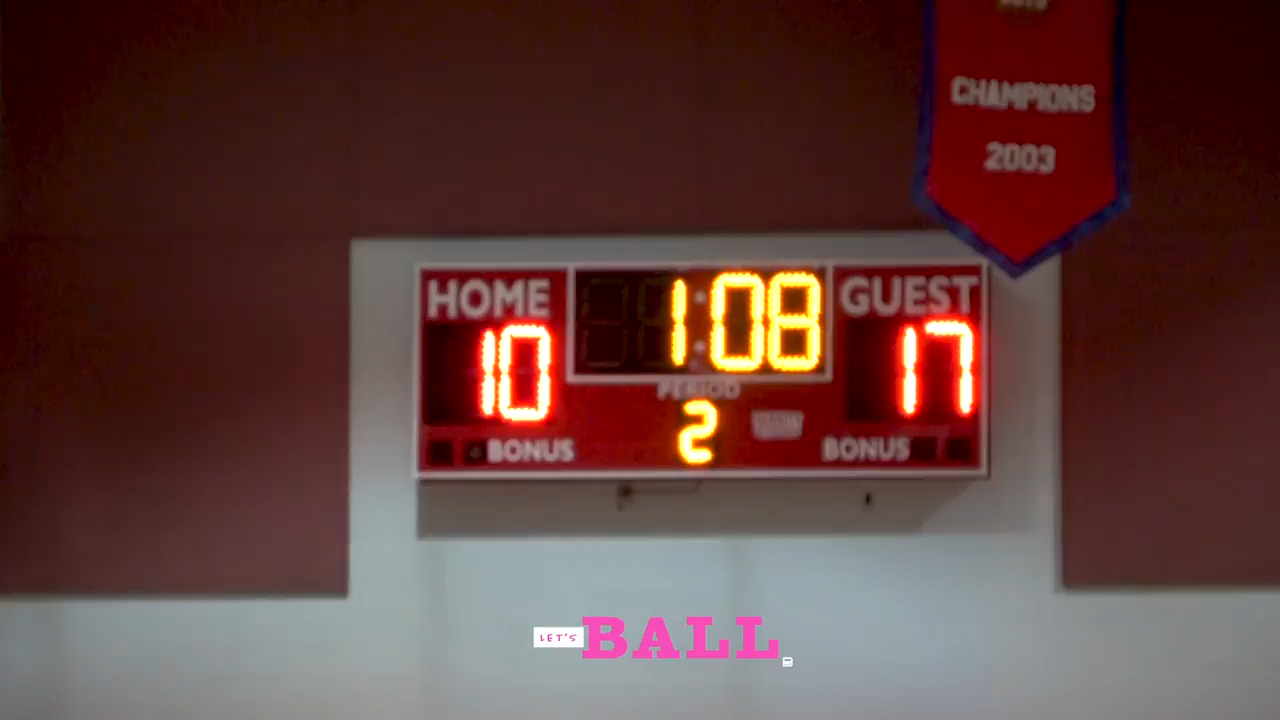 CHAMPIONS
2003
HOME
1:08
GUEST
10
PERIOD
17
2
BONUS
BONUS
LET'S BALL